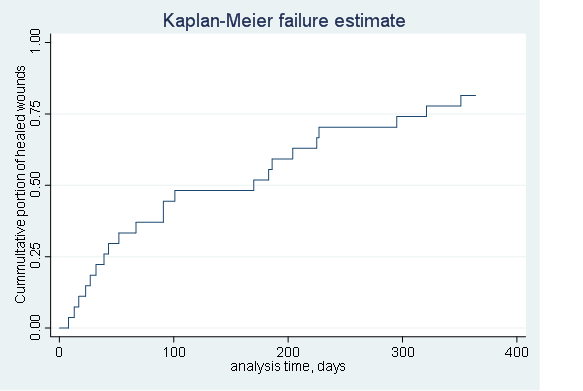 Kaplan-Meier failure estimate
1.00
0.75
0.50
0.25
0.00
Cummultative portion of healed wounds
0 100 200 300 400
analysis time, days